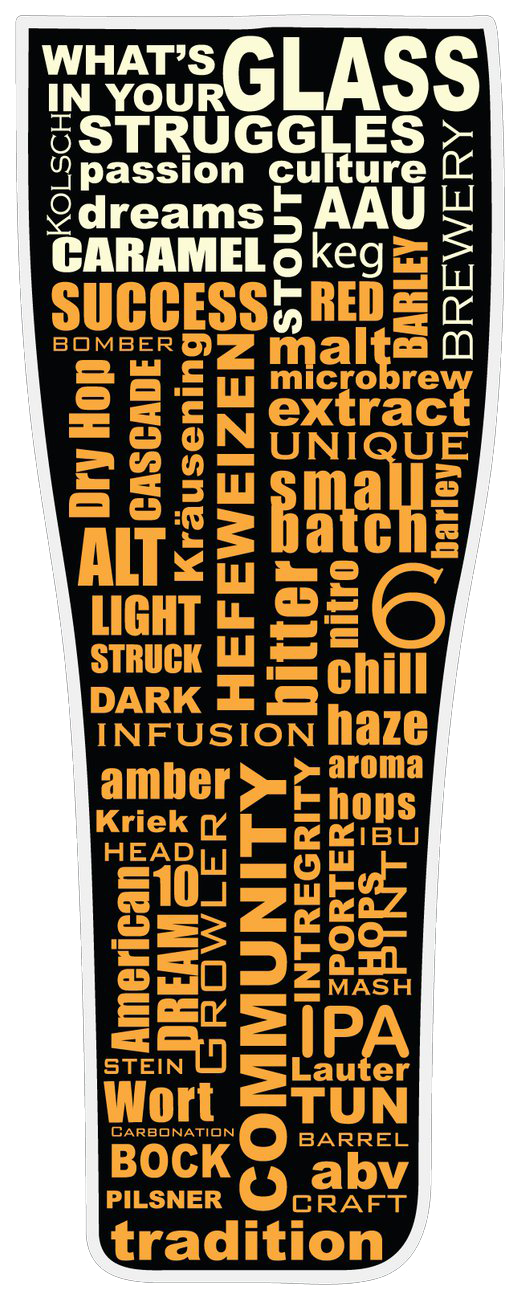 WHAT'S
IN YOUR
GLASS
KOLSCH
STRUGGLES
passion
culture
dreams
STOUT
AAU
BREWERY
CARAMEL
keg
SUCCESS
RED
BARLEY
BOMBER
malt
microbrew
Dry Hop
CASCADE
Kräusening
HEFEWEIZEN
extract
UNIQUE
small
batch
barley
ALT
bitter
nitro
6
LIGHT
STRUCK
chill
DARK
haze
INFUSION
aroma
amber
COMMUNITY
INTREGRITY
hops
Kriek
IBU
HEAD
GROWLER
PORTER
HOPS
PINT
American
10
DREAM
MASH
IPA
STEIN
Lauter
Wort
TUN
CARBONATION
BARREL
BOCK
abv
PILSNER
CRAFT
tradition